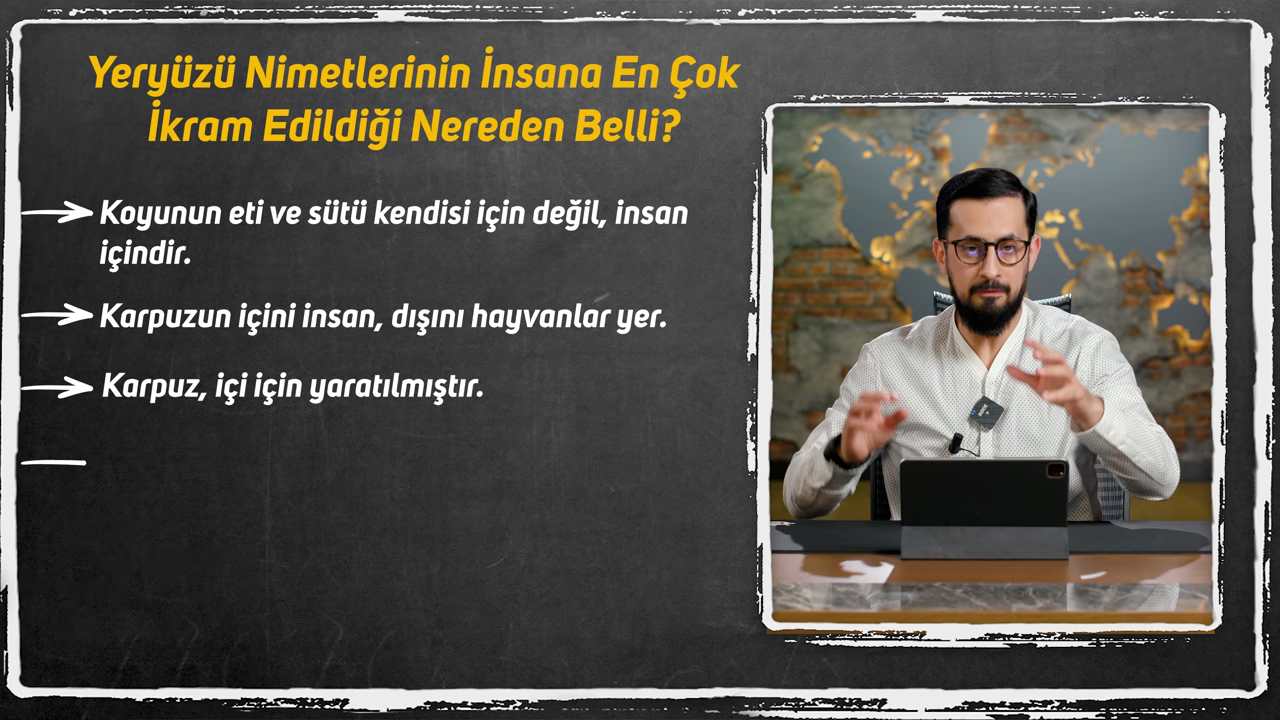 Yeryüzü Nimetlerinin İnsana En Çok
İkram Edildiği Nereden Belli?
Koyunun eti ve sütü kendisi için değil, insan
içindir.
Karpuzun içini insan, dışını hayvanlar yer.
Karpuz, içi için yaratılmıştır.